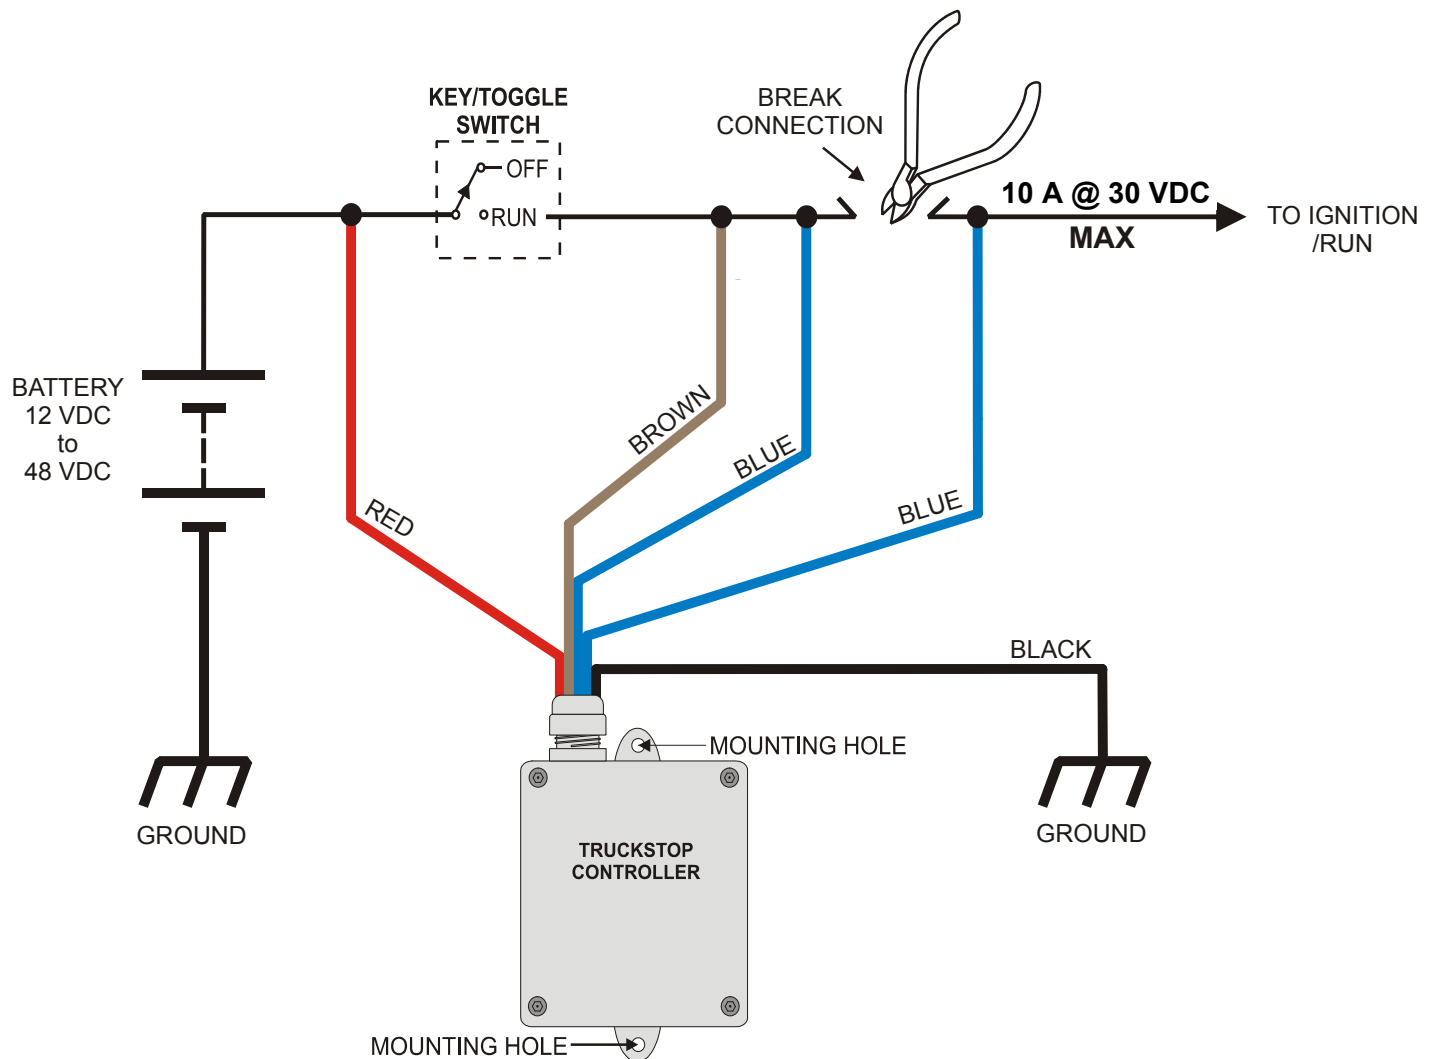 KEY/TOGGLE
SWITCH
OFF
RUN
BREAK
CONNECTION
10 A @ 30 VDC
MAX
TO IGNITION
/RUN
BATTERY
12 VDC
to
48 VDC
RED
BROWN
BLUE
BLUE
BLACK
MOUNTING HOLE
GROUND
GROUND
TRUCKSTOP
CONTROLLER
MOUNTING HOLE